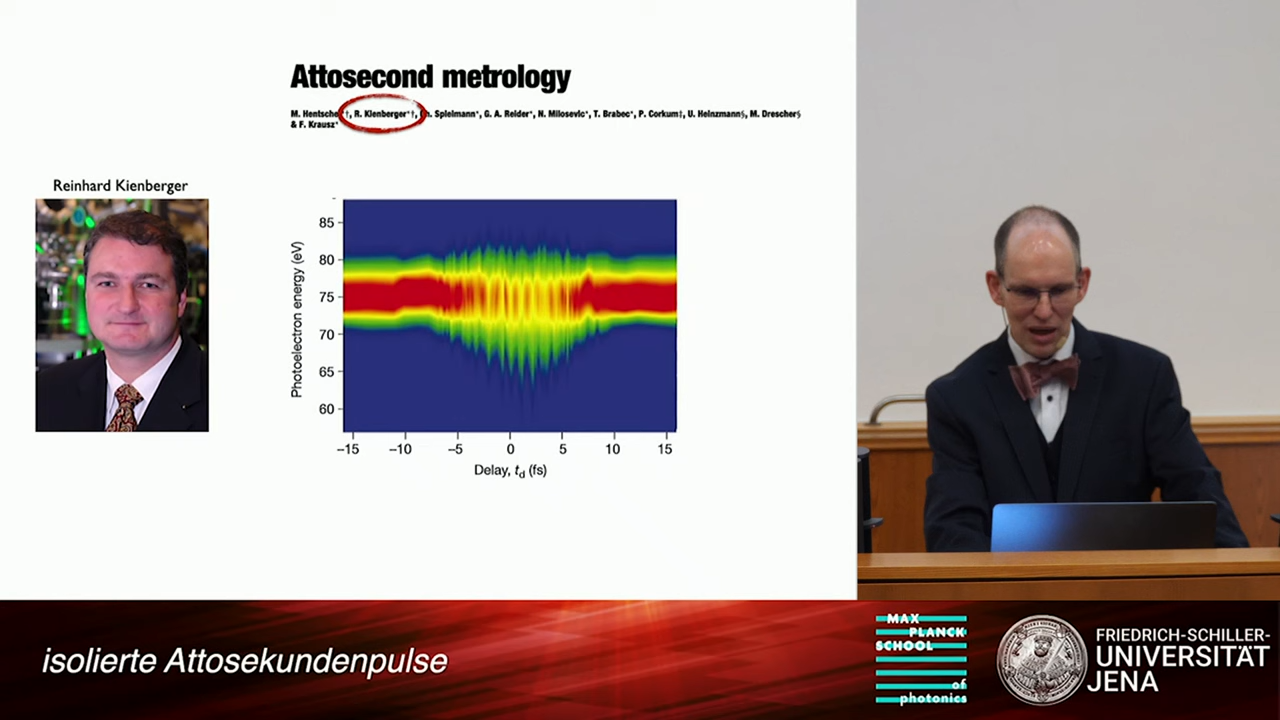 Attosecond metrology
M. Hentschel*†, R. Kienberger*†, Ch. Spielmann*, G. A. Reider*, N. Milosevic*, T. Brabec*, P. Corkum‡, U. Heinzmann§, M. Drescher§
& F. Krausz*
Reinhard Kienberger
Photoelectron energy (eV)
85
80
75
70
65
60
−15
−10
−5
0
5
10
15
Delay, td (fs)
isolierte Attosekundenpulse
MAX
PLANCK
SCHOOL
of
photonics
FRIEDRICH-SCHILLER-
UNIVERSITÄT
JENA